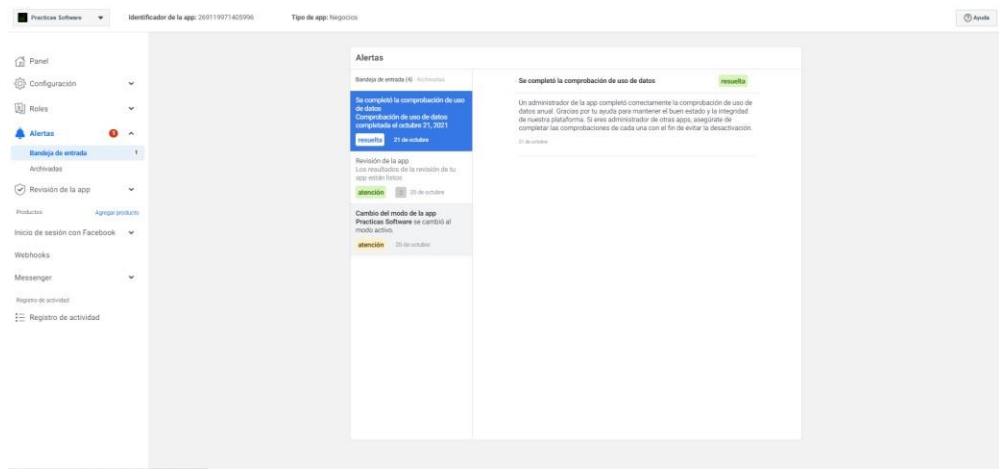 Practicas Software
Identificador de la app: 269119971405996
Tipo de app: Negocios
Ayuda
Panel
Configuración
Roles
Alertas
Bandeja de entrada 1
Archivadas
Revisión de la app
Productos Agregar producto
Inicio de sesión con Facebook
Webhooks
Messenger
Registro de actividad
Registro de actividad
Alertas
Bandeja de entrada (4) Archivadas
Se completó la comprobación de uso
de datos
Comprobación de uso de datos
completada el octubre 21, 2021
resuelta 21 de octubre
Revisión de la app
Los resultados de la revisión de tu
app están listos
atención 20 de octubre
Cambio del modo de la app
Practicas Software se cambió al
modo activo.
atención 20 de octubre
Se completó la comprobación de uso de datos resuelta
Un administrador de la app completó correctamente la comprobación de uso de
datos anual. Gracias por tu ayuda para mantener el buen estado y la integridad
de nuestra plataforma. Si eres administrador de otras apps, asegúrate de
completar las comprobaciones de cada una con el fin de evitar la desactivación.
21 de octubre